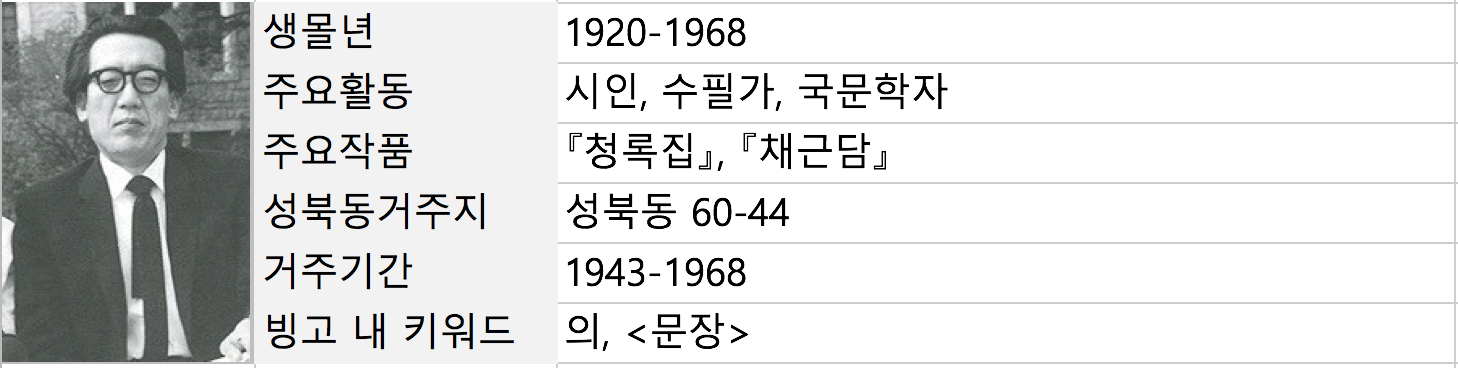 생몰년 1920-1968
주요활동 시인, 수필가, 국문학자
주요작품 『청록집』, 『채근담』
성북동거주지 성북동 60-44
거주기간 1943-1968
빙고 내 키워드 의, <문장>